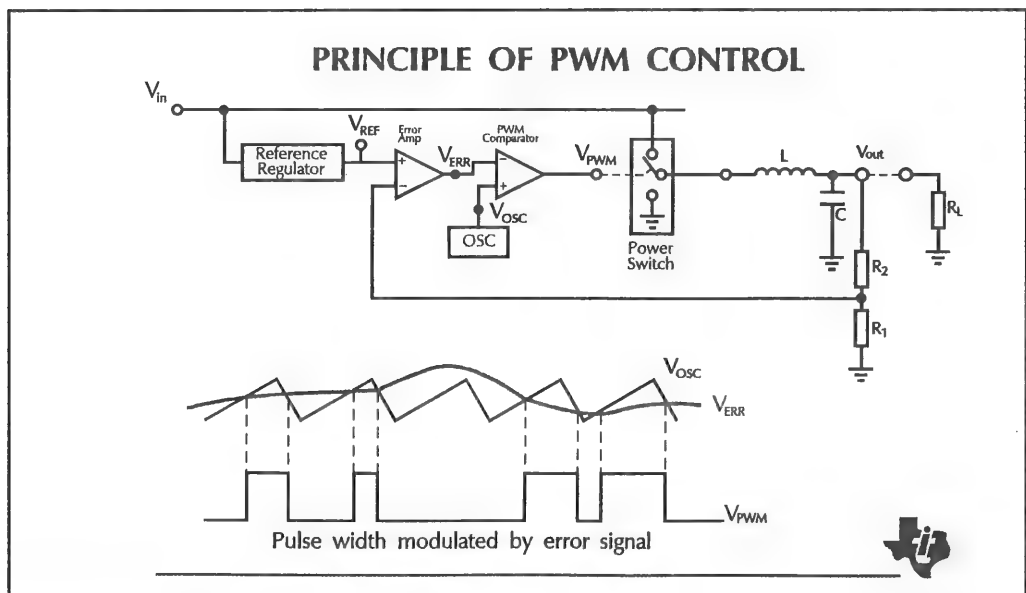 PRINCIPLE OF PWM CONTROL
Vin
Reference
Regulator
VREF
Error
Amp
VERR
PWM
Comparator
VOSC
OSC
VPWM
Power
Switch
L
C
Vout
RL
R2
R1
VOSC
VERR
VPWM
Pulse width modulated by error signal